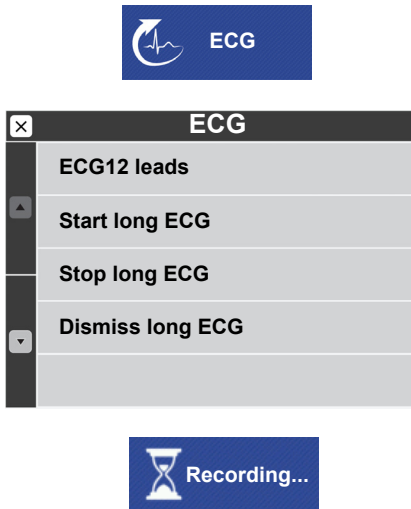 ECG
ECG
ECG12 leads
Start long ECG
Stop long ECG
Dismiss long ECG
Recording...